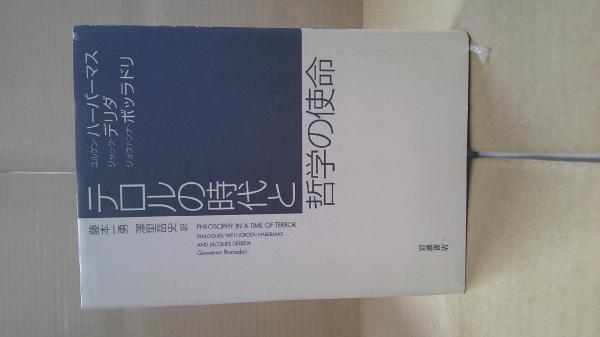 ユルゲン・ハーバーマス
ジャック・デリダ
ジョヴァンナ・ボッラドリ
テロルの時代と
哲学の使命
藤本一勇 澤里岳史 訳
PHILOSOPHY IN A TIME OF TERROR
DIALOGUES WITH JÜRGEN HABERMAS
AND JACQUES DERRIDA
Giovanna Borradori
岩波書店